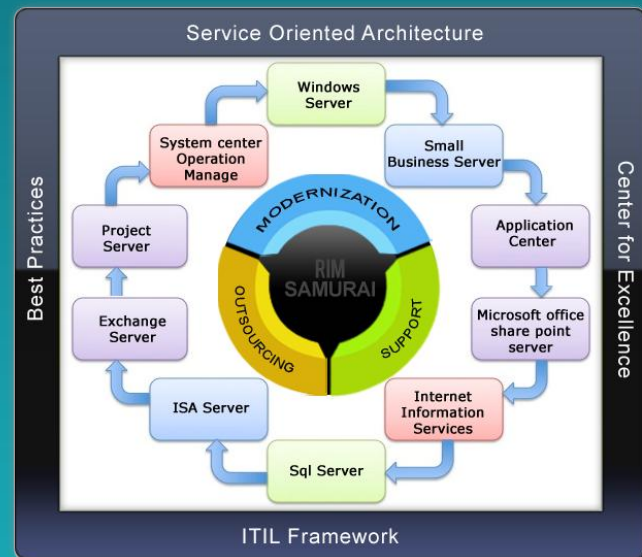 Service Oriented Architecture
Best Practices
Center for Excellence
Windows
Server
Small
Business Server
Application
Center
Microsoft office
share point
server
Internet
Information
Services
Sql Server
ISA Server
Exchange
Server
Project
Server
System center
Operation
Manage
MODERNIZATION
RIM
SAMURAI
OUTSOURCING
SUPPORT
ITIL Framework